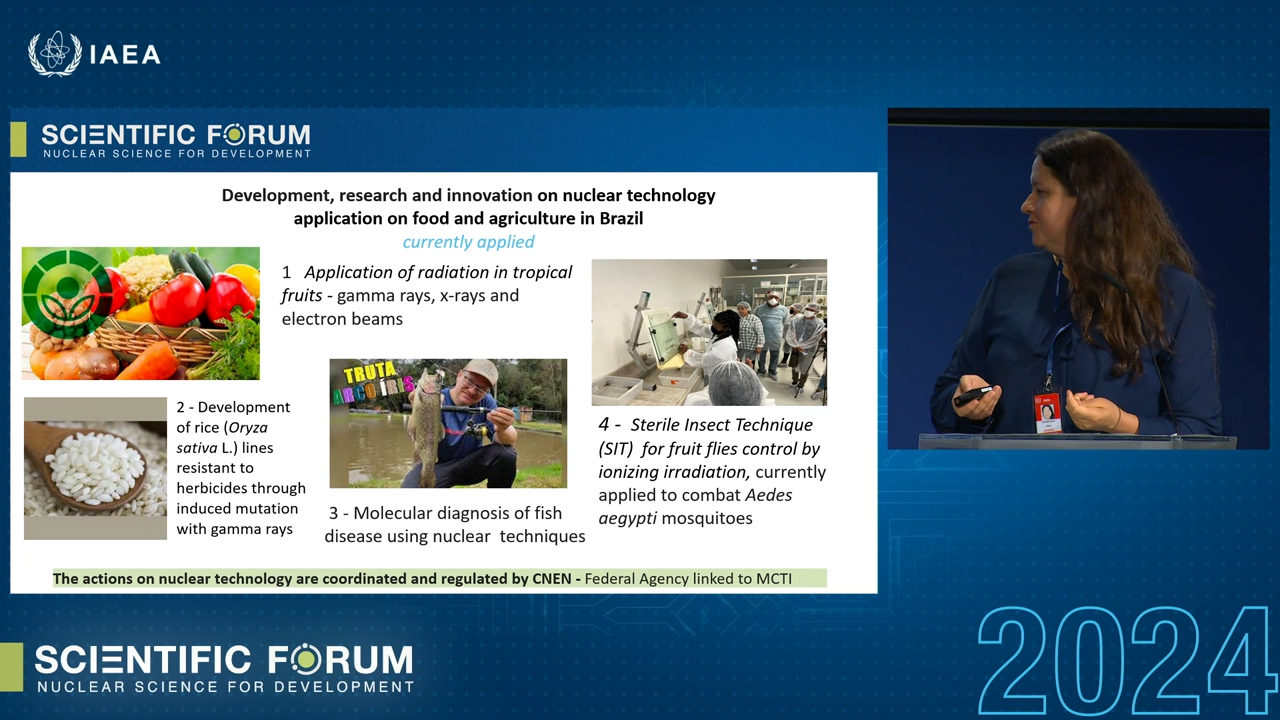 IAEA
SCIENTIFIC FORUM
NUCLEAR SCIENCE FOR DEVELOPMENT
Development, research and innovation on nuclear technology
application on food and agriculture in Brazil
currently applied
1 Application of radiation in tropical
fruits - gamma rays, x-rays and
electron beams
2 - Development
of rice (Oryza
sativa L.) lines
resistant to
herbicides through
induced mutation
with gamma rays
TRUTA
ARCO ÍRIS
3 - Molecular diagnosis of fish
disease using nuclear techniques
4 - Sterile Insect Technique
(SIT) for fruit flies control by
ionizing irradiation, currently
applied to combat Aedes
aegypti mosquitoes
The actions on nuclear technology are coordinated and regulated by CNEN - Federal Agency linked to MCTI
SCIENTIFIC FORUM
NUCLEAR SCIENCE FOR DEVELOPMENT
2024